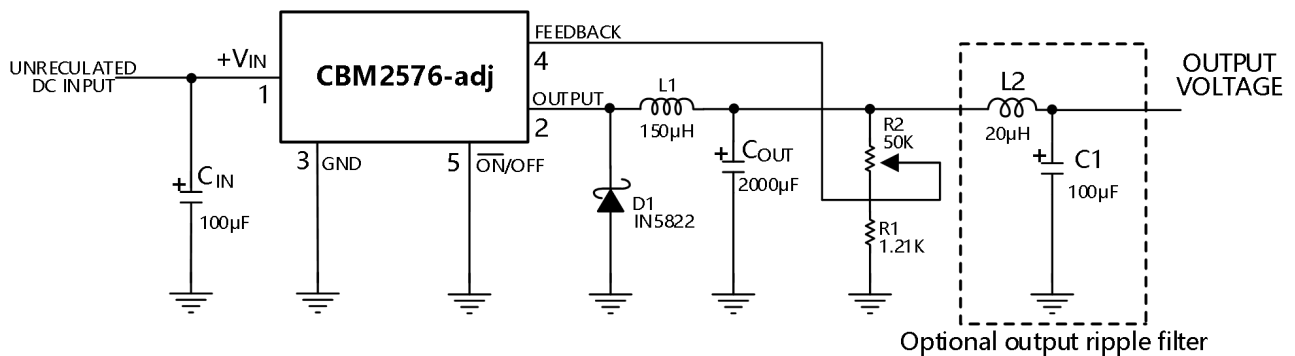 FEEDBACK
+VIN
UNRECULATED
DC INPUT
CBM2576-adj
4
1
OUTPUT
2
L1
150μH
L2
20μH
OUTPUT
VOLTAGE
R2
50K
3 GND
5 ON/OFF
+ COUT
2000μF
+ C1
100μF
+ CIN
100μF
D1
IN5822
R1
1.21K
Optional output ripple filter